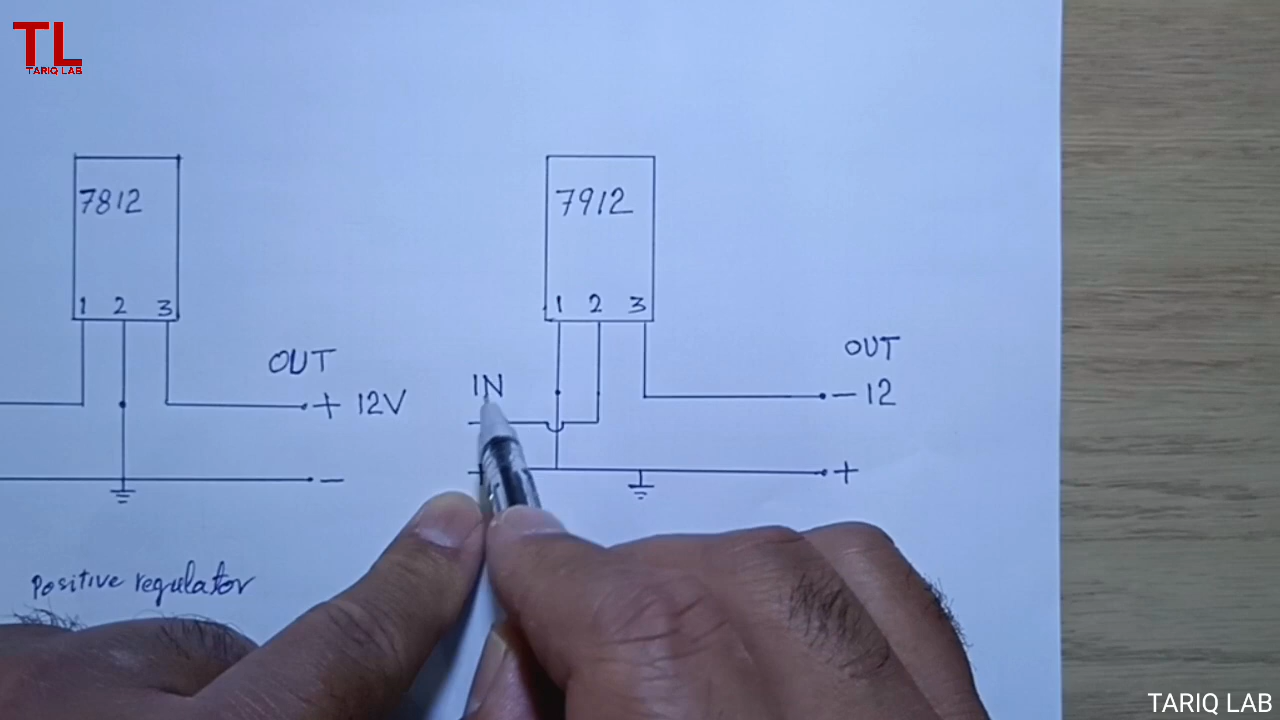 TL
TARIQ LAB
7812
1 2 3
OUT
+ 12V
-
Positive regulator
7912
1 2 3
IN
OUT
- 12
+
TARIQ LAB